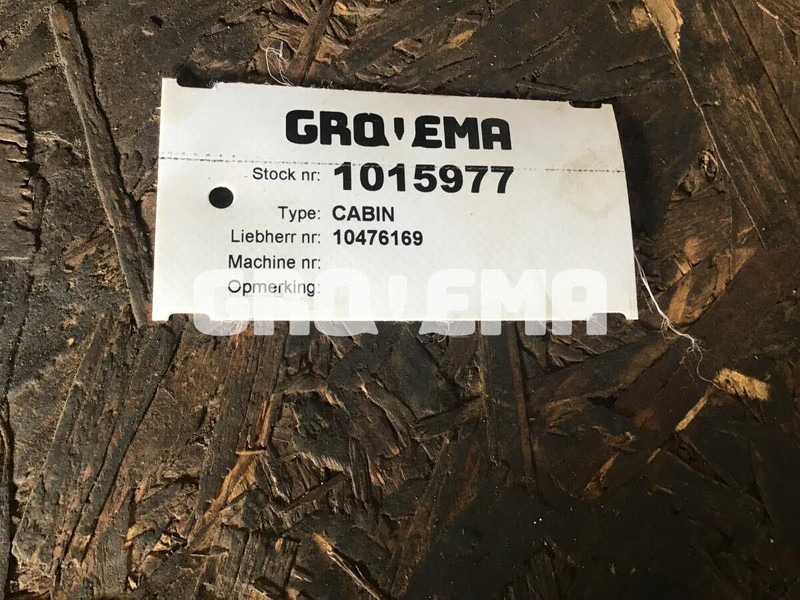 GRQ'EMA
Stock nr: 1015977
Type: CABIN
Liebherr nr: 10476169
Machine nr:
Opmerking:
GRQ'EMA